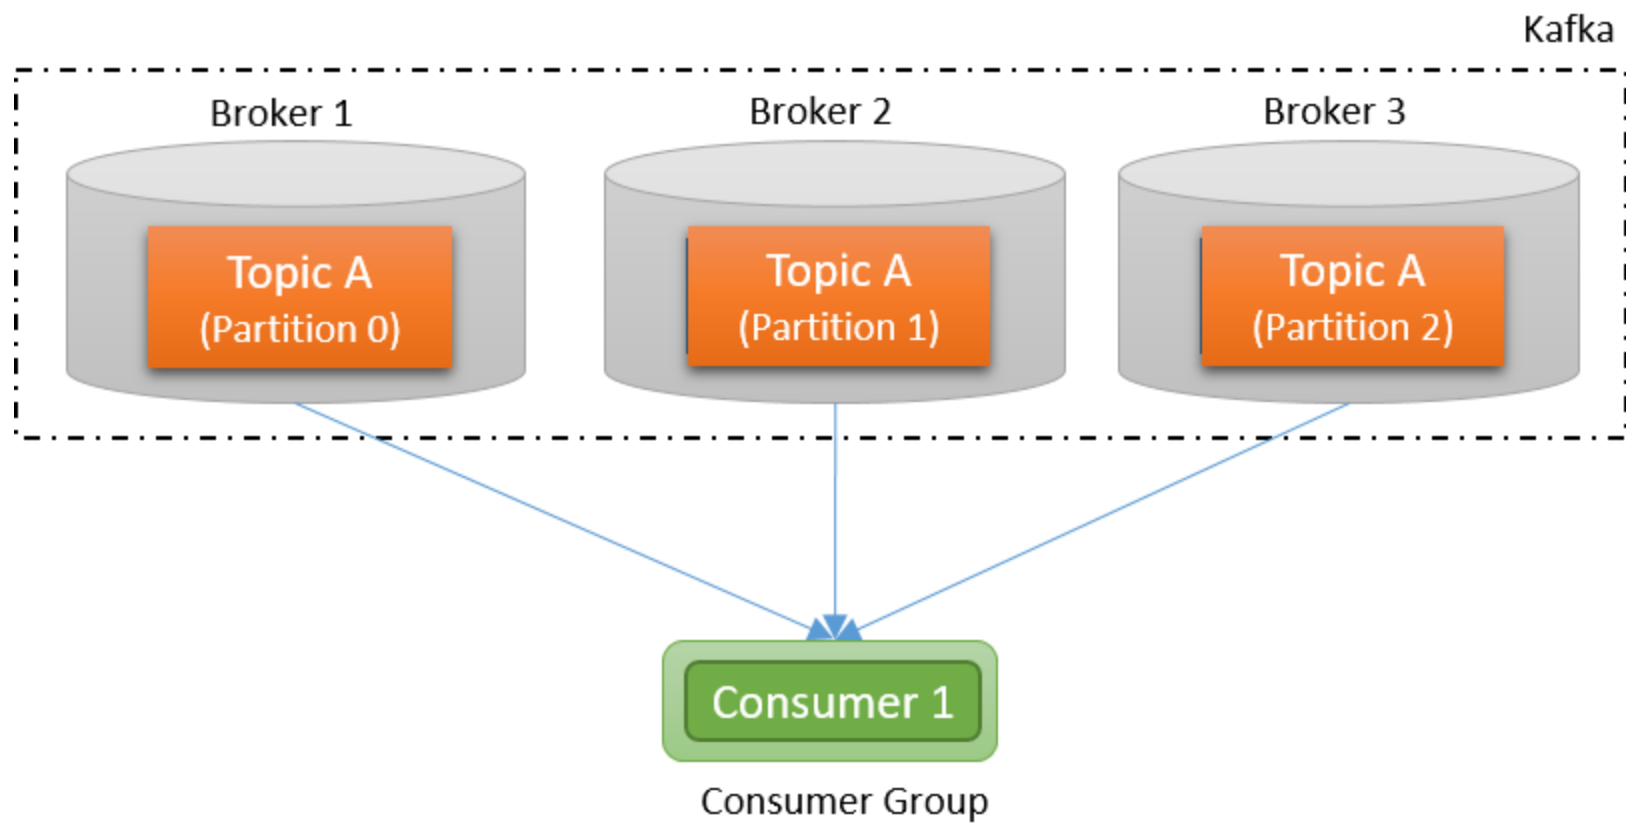 Kafka
Broker 1
Broker 2
Broker 3
Topic A
(Partition 0)
Topic A
(Partition 1)
Topic A
(Partition 2)
Consumer 1
Consumer Group